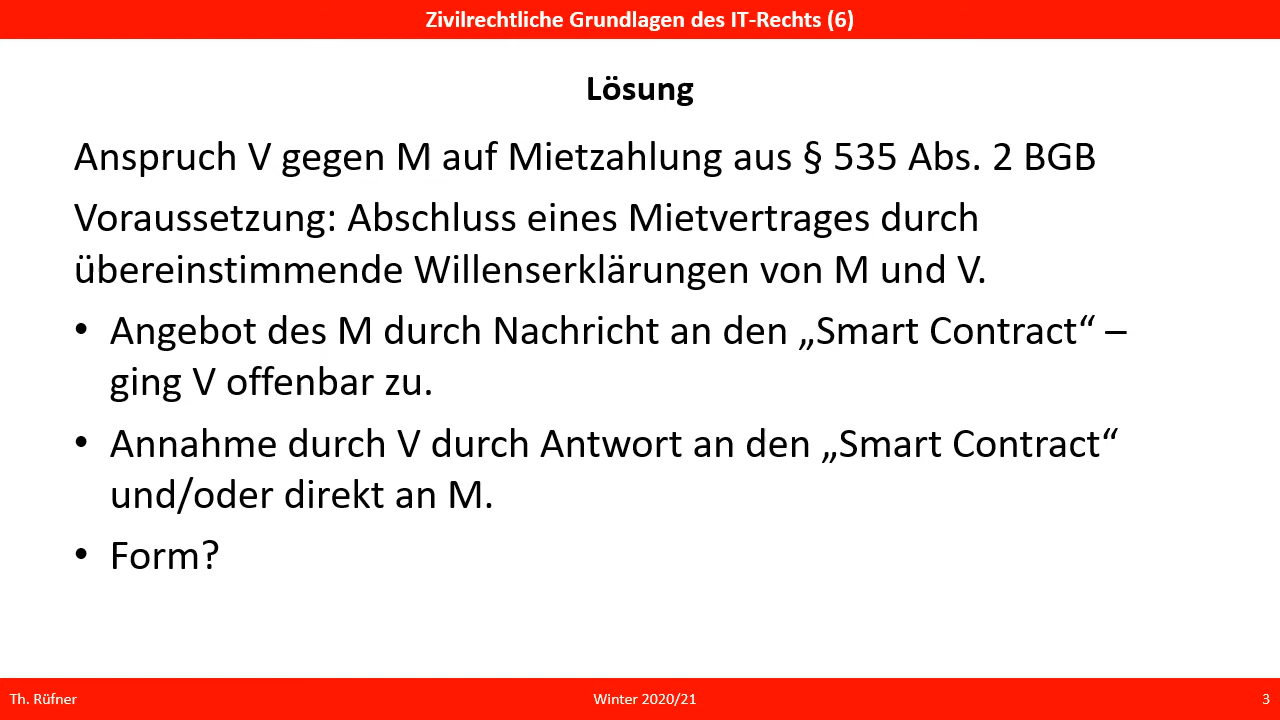 Zivilrechtliche Grundlagen des IT-Rechts (6)
Lösung
Anspruch V gegen M auf Mietzahlung aus § 535 Abs. 2 BGB
Voraussetzung: Abschluss eines Mietvertrages durch
übereinstimmende Willenserklärungen von M und V.
• Angebot des M durch Nachricht an den „Smart Contract“ –
ging V offenbar zu.
• Annahme durch V durch Antwort an den „Smart Contract“
und/oder direkt an M.
• Form?
Th. Rüfner
Winter 2020/21
3